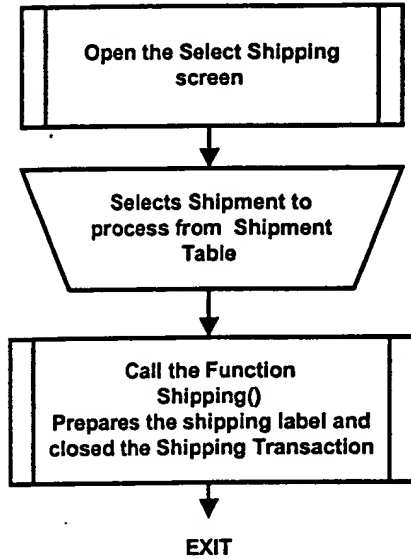 Open the Select Shipping
screen
Selects Shipment to
process from Shipment
Table
Call the Function
Shipping()
Prepares the shipping label and
closed the Shipping Transaction
EXIT